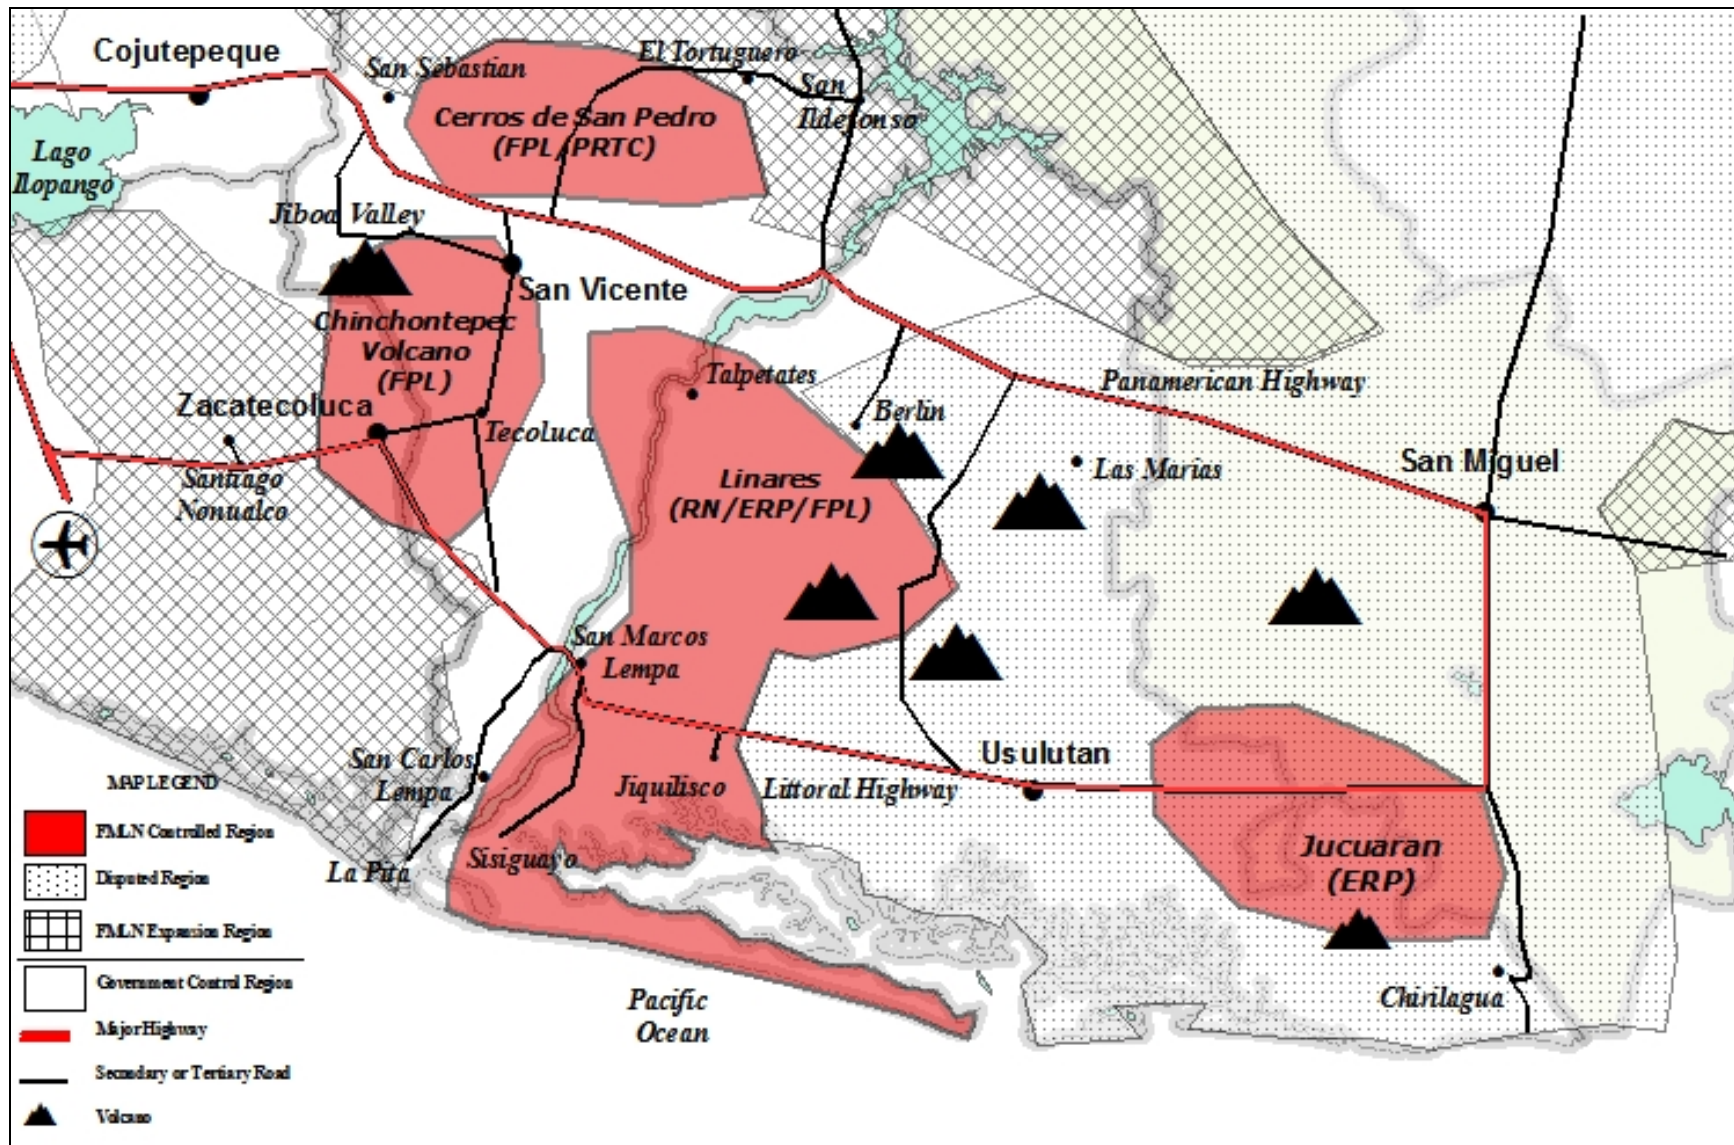 Cojutepeque
San Sebastian
El Tortuguero
San
Ildefonso
Cerros de San Pedro
(FPL/PRTC)
Lago
Ilopango
Jiboa Valley
San Vicente
Chinchontepec
Volcano
(FPL)
Zacatecoluca
Tecoluca
Santiago
Nonualco
Talpetates
Berlin
Panamerican Highway
Las Marias
San Miguel
Linares
(RN/ERP/FPL)
San Marcos
Lempa
San Carlos
Lempa
Jiquilisco
Littoral Highway
Usulutan
Jucuaran
(ERP)
La Pita
Sisiguayo
Chirilagua
Pacific
Ocean
MAP LEGEND
FMLN Controlled Region
Disputed Region
FMLN Expansion Region
Government Control Region
Major Highway
Secondary or Tertiary Road
Volcano